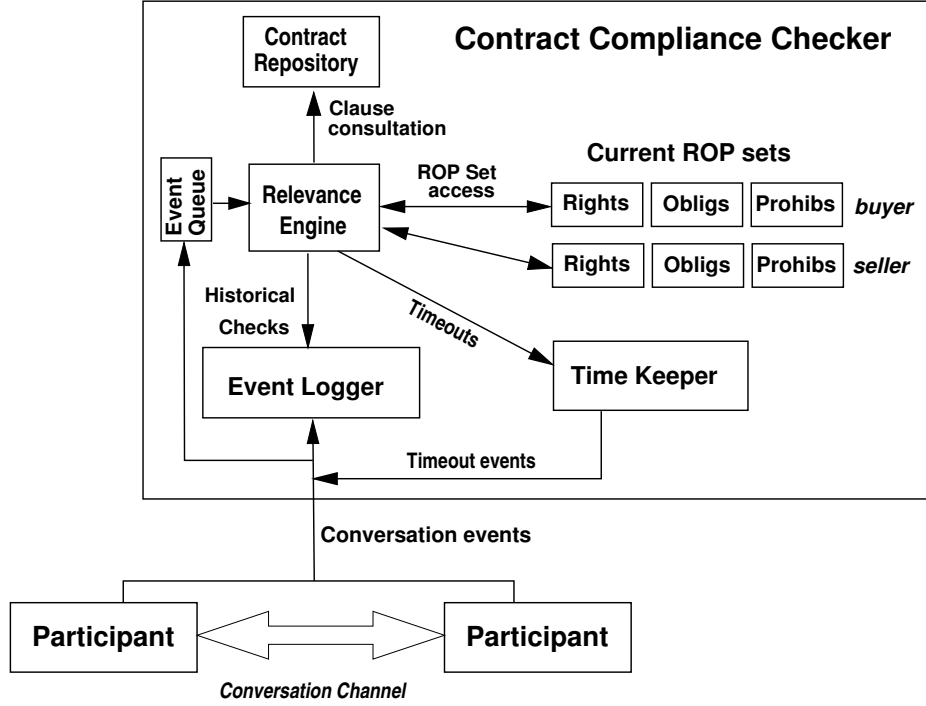 Contract Compliance Checker
Contract
Repository
Clause
consultation
Event
Queue
Relevance
Engine
ROP Set
access
Current ROP sets
Rights
Obligs
Prohibs
buyer
Rights
Obligs
Prohibs
seller
Historical
Checks
Timeouts
Event Logger
Time Keeper
Timeout events
Conversation events
Participant
Participant
Conversation Channel